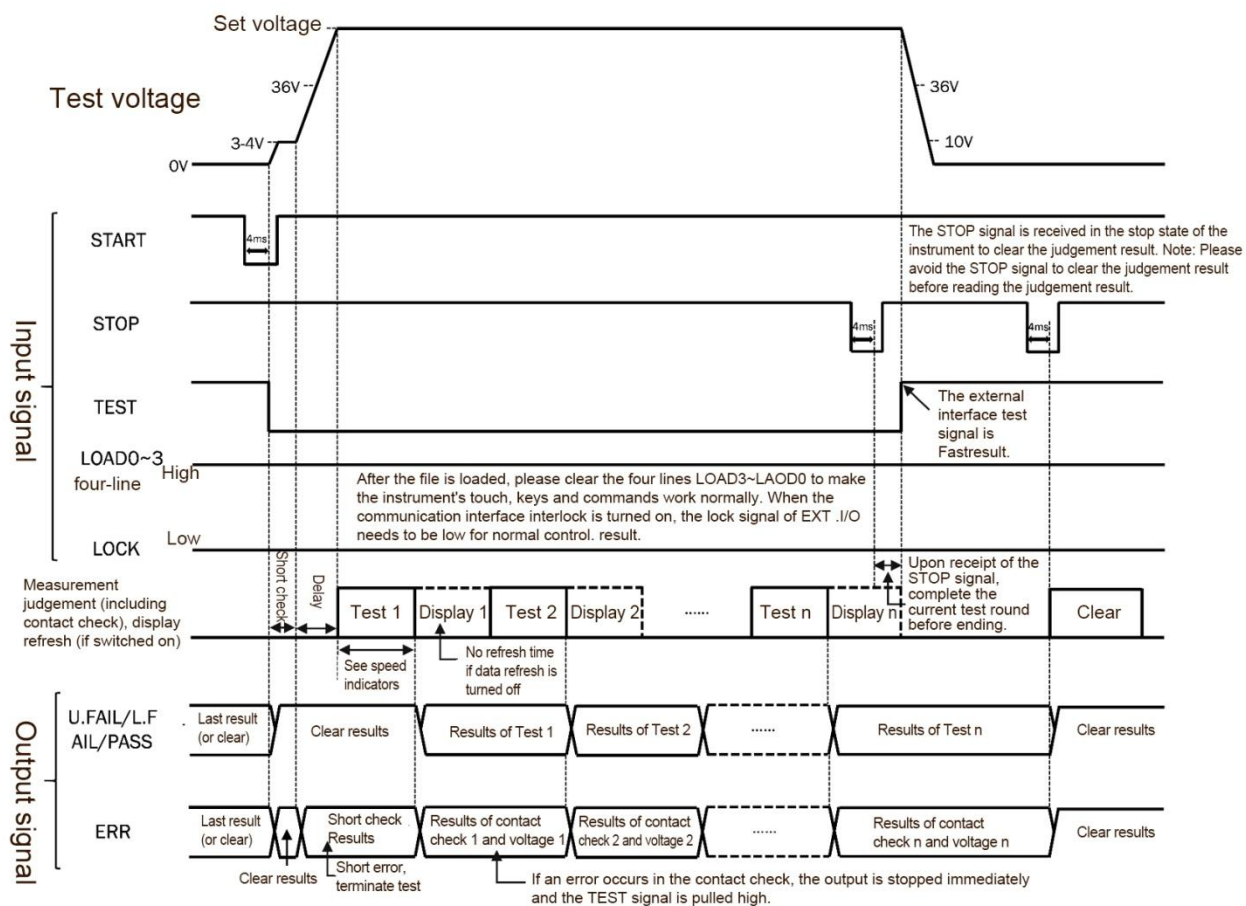 Set voltage
36V
Test voltage
3-4V
0V
36V
10V
Input signal
START
4ms
The STOP signal is received in the stop state of the
instrument to clear the judgement result. Note: Please
avoid the STOP signal to clear the judgement result
before reading the judgement result.
STOP
4ms
4ms
TEST
The external
interface test
signal is
Fastresult.
LOAD0~3
four-line
High
After the file is loaded, please clear the four lines LOAD3~LAOD0 to make
the instrument's touch, keys and commands work normally. When the
communication interface interlock is turned on, the lock signal of EXT .I/O
needs to be low for normal control. result.
LOCK
Low
Measurement
judgement (including
contact check), display
refresh (if switched on)
Short check
Delay
Test 1
Display 1
Test 2
Display 2
......
Test n
Display n
Upon receipt of the
STOP signal,
complete the
current test round
before ending.
Clear
See speed
indicators
No refresh time
if data refresh is
turned off
Output signal
U.FAIL/L.F
AIL/PASS
Last result
(or clear)
Clear results
Results of Test 1
Results of Test 2
......
Results of Test n
Clear results
ERR
Last result
(or clear)
Clear results
Short check
Results
Short error,
terminate test
Results of contact
check 1 and voltage 1
Results of contact
check 2 and voltage 2
......
Results of contact
check n and voltage n
Clear results
If an error occurs in the contact check, the output is stopped immediately
and the TEST signal is pulled high.